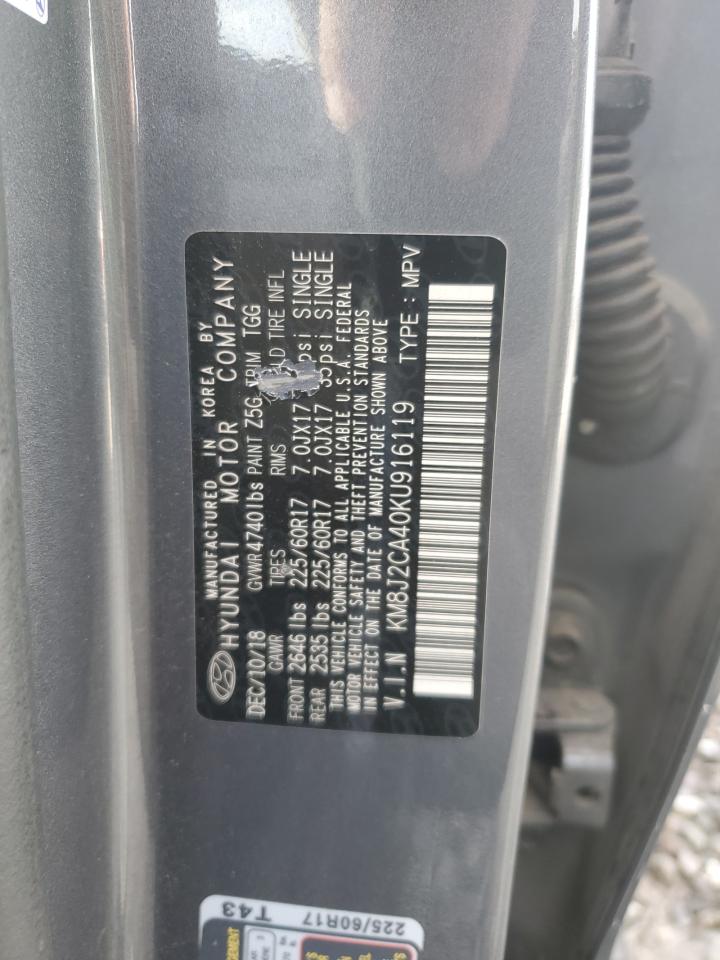 MANUFACTURED IN KOREA BY
HYUNDAI MOTOR COMPANY
DEC/10/18 GVWR 4740lbs PAINT Z5G TRIM TGG
GAWR TIRES RIMS TIRE INFL
FRONT 2646 lbs 225/60R17 7.0JX17 psi SINGLE
REAR 2535 lbs 225/60R17 7.0JX17 35psi SINGLE
THIS VEHICLE CONFORMS TO ALL APPLICABLE U.S.A. FEDERAL
MOTOR VEHICLE SAFETY AND THEFT PREVENTION STANDARDS
IN EFFECT ON THE DATE OF MANUFACTURE SHOWN ABOVE
V.I.N KM8J2CA40KU916119 TYPE : MPV
T43
225/60R17